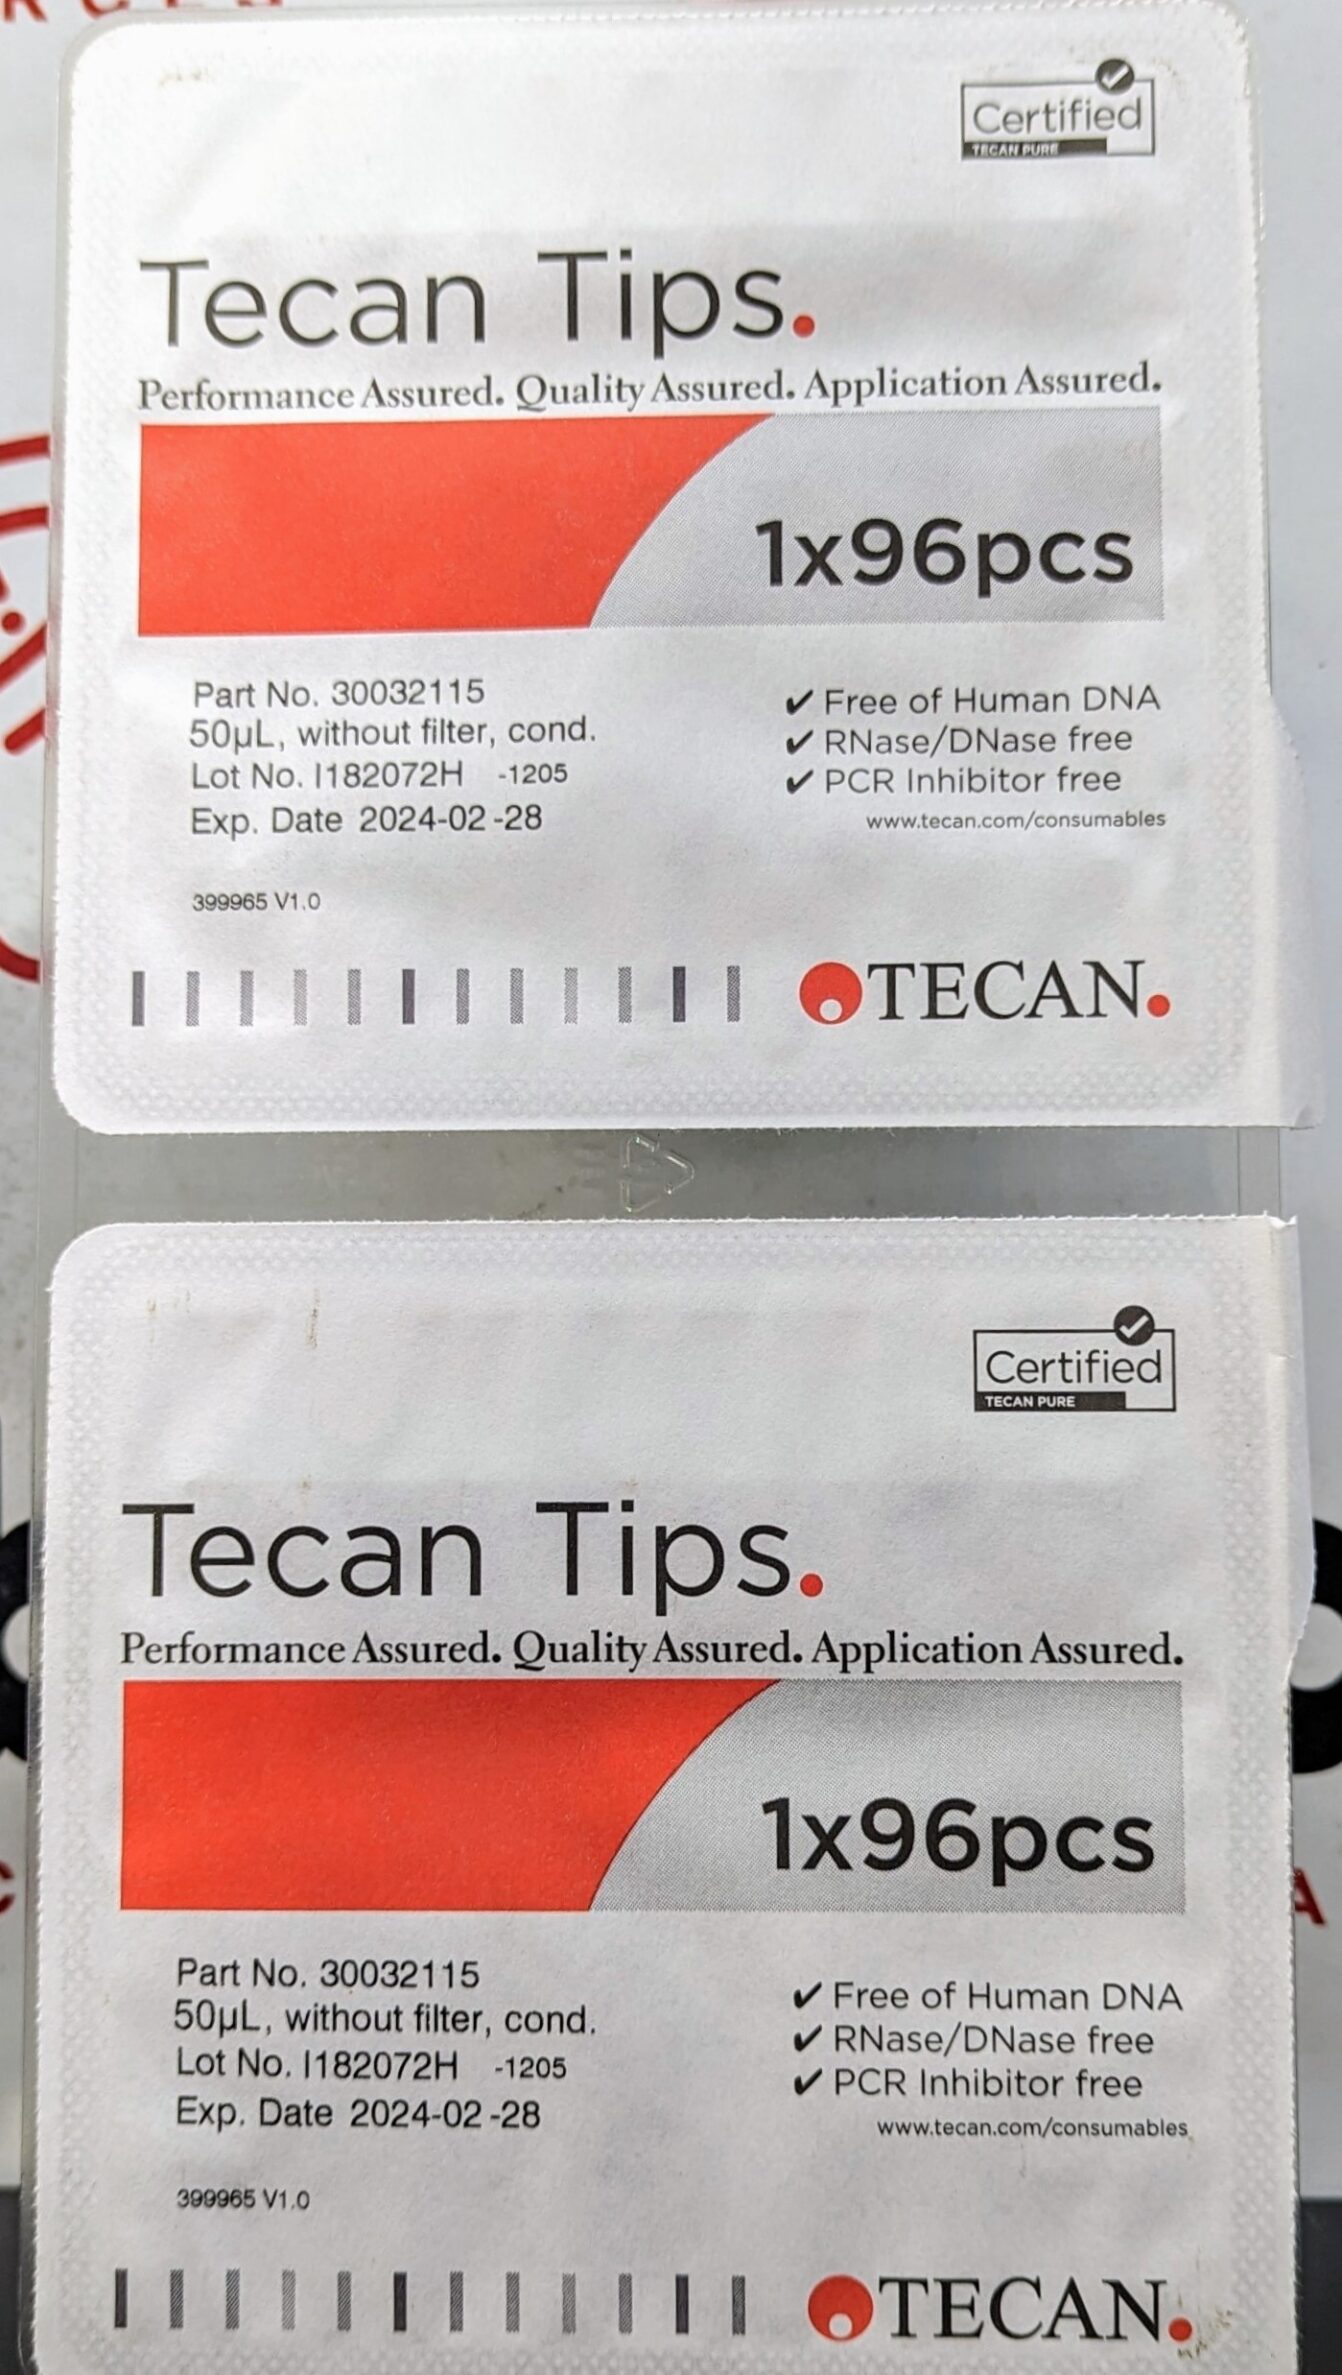 Certified
TECAN PURE
Tecan Tips.
Performance Assured. Quality Assured. Application Assured.
1x96pcs
Part No. 30032115
50µL, without filter, cond.
Lot No. I182072H -1205
Exp. Date 2024-02-28
✔ Free of Human DNA
✔ RNase/DNase free
✔ PCR Inhibitor free
www.tecan.com/consumables
399965 V1.0
TECAN.
Certified
TECAN PURE
Tecan Tips.
Performance Assured. Quality Assured. Application Assured.
1x96pcs
Part No. 30032115
50µL, without filter, cond.
Lot No. I182072H -1205
Exp. Date 2024-02-28
✔ Free of Human DNA
✔ RNase/DNase free
✔ PCR Inhibitor free
www.tecan.com/consumables
399965 V1.0
TECAN.